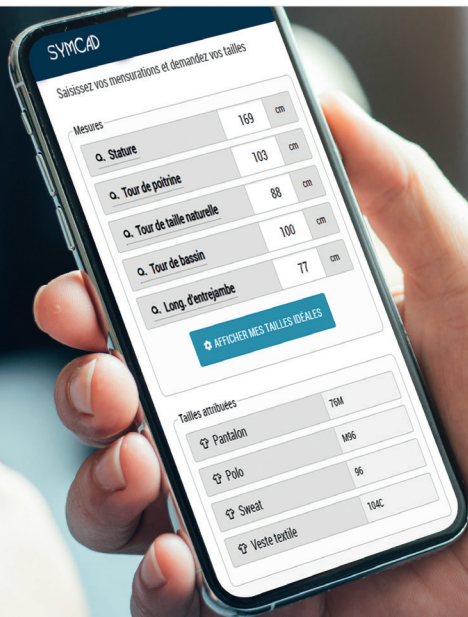 SYMCAD
Saisissez vos mensurations et demandez vos tailles
Mesures
Stature 169 cm
Tour de poitrine 103 cm
Tour de taille naturelle 88 cm
Tour de bassin 100 cm
Long. d'entrejambe 77 cm
AFFICHER MES TAILLES IDÉALES
Tailles attribuées
Pantalon 76M
Polo M96
Sweat 96
Veste textile 104C